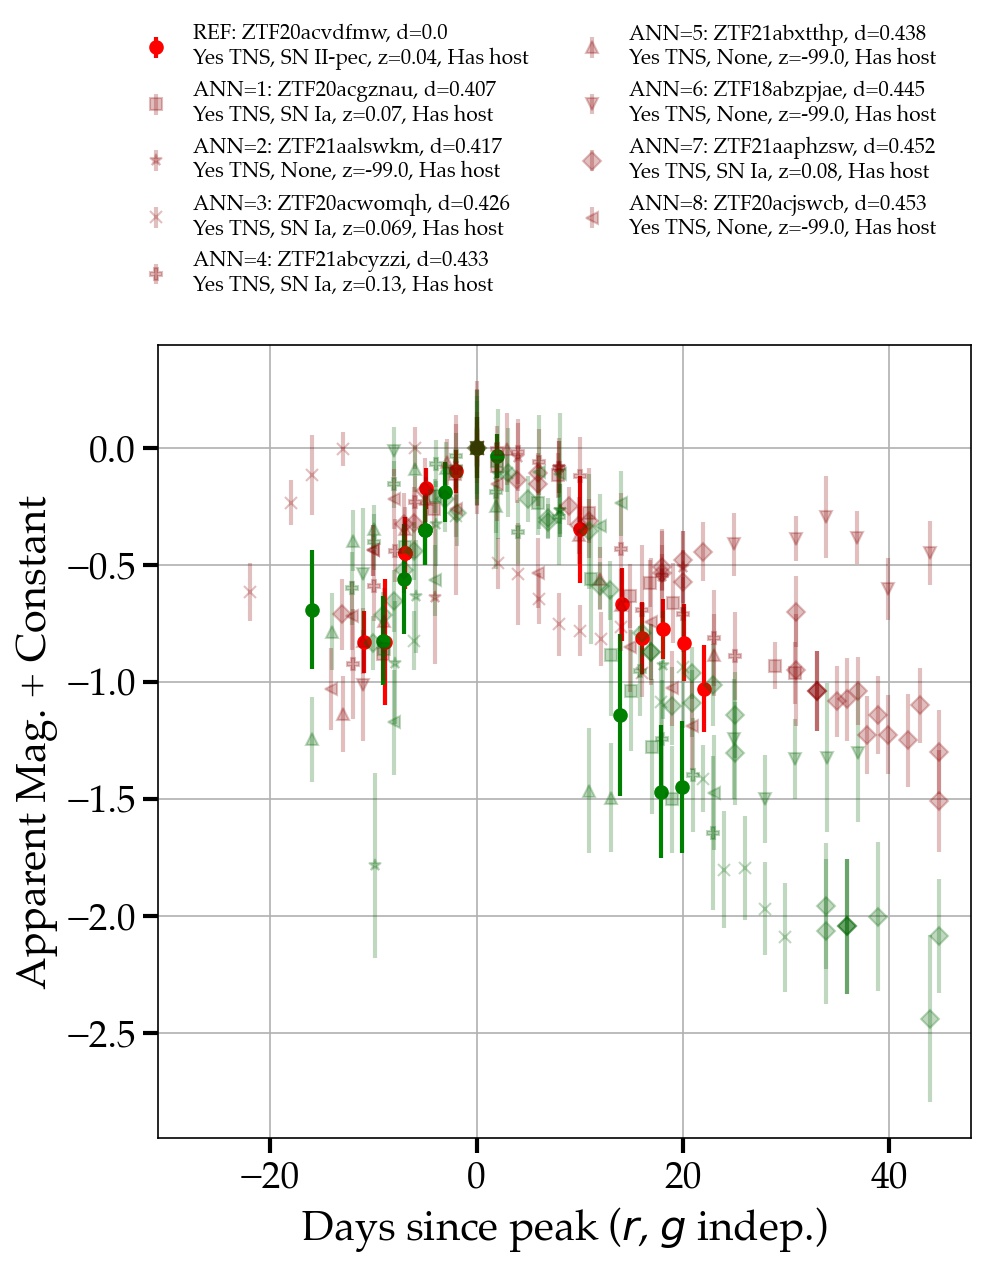 REF: ZTF20acvdfmw, d=0.0
Yes TNS, SN II-pec, z=0.04, Has host
ANN=1: ZTF20acgznau, d=0.407
Yes TNS, SN Ia, z=0.07, Has host
ANN=2: ZTF21aalswkm, d=0.417
Yes TNS, None, z=-99.0, Has host
ANN=3: ZTF20acwomqh, d=0.426
Yes TNS, SN Ia, z=0.069, Has host
ANN=4: ZTF21abcyzzi, d=0.433
Yes TNS, SN Ia, z=0.13, Has host
ANN=5: ZTF21abxtthp, d=0.438
Yes TNS, None, z=-99.0, Has host
ANN=6: ZTF18abzpjae, d=0.445
Yes TNS, None, z=-99.0, Has host
ANN=7: ZTF21aaphzsw, d=0.452
Yes TNS, SN Ia, z=0.08, Has host
ANN=8: ZTF20acjswcb, d=0.453
Yes TNS, None, z=-99.0, Has host
Apparent Mag. + Constant
0.0
−0.5
−1.0
−1.5
−2.0
−2.5
−20
0
20
40
Days since peak (r, g indep.)